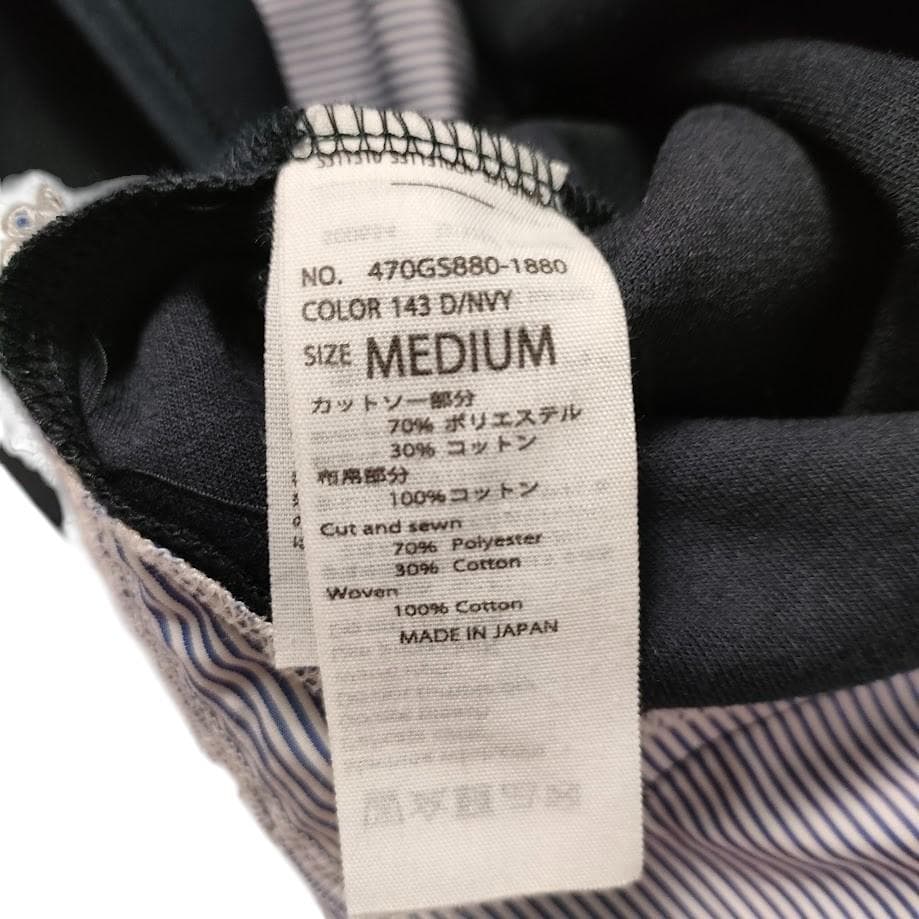 NO. 470GS880-1880
COLOR 143 D/NVY
SIZE MEDIUM
カットソー部分
70% ポリエステル
30% コットン
布帛部分
100%コットン
Cut and sewn
70% Polyester
30% Cotton
Woven
100% Cotton
MADE IN JAPAN